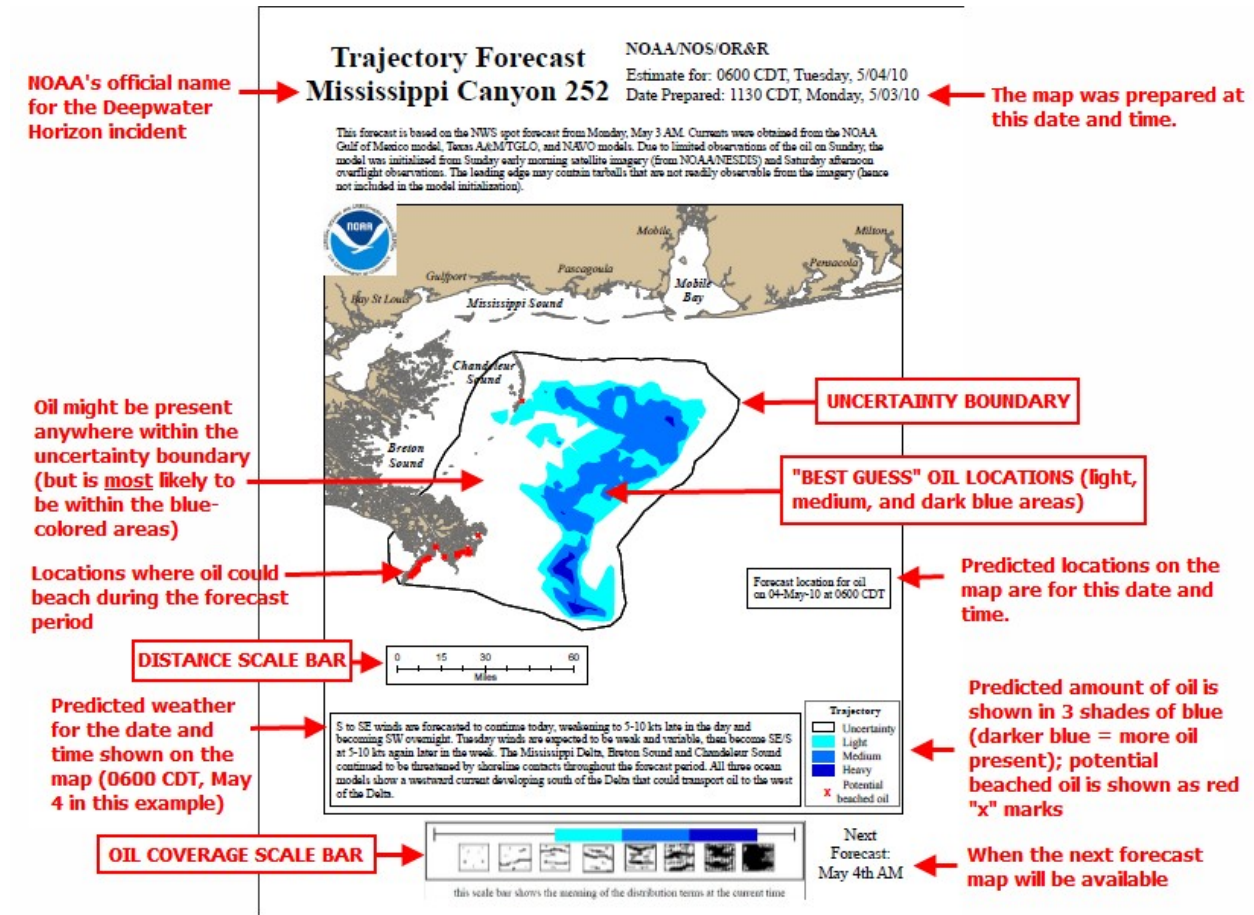 Trajectory Forecast
Mississippi Canyon 252
NOAA/NOS/OR&R
Estimate for: 0600 CDT, Tuesday, 5/04/10
Date Prepared: 1130 CDT, Monday, 5/03/10
NOAA's official name
for the Deepwater
Horizon incident
The map was prepared at
this date and time.
This forecast is based on the NWS spot forecast from Monday, May 3 AM. Currents were obtained from the NOAA
Gulf of Mexico model, Texas A&M/TGLO, and NAVO models. Due to limited observations of the oil on Sunday, the
model was initialized from Sunday early morning satellite imagery (from NOAA/NESDIS) and Saturday afternoon
overflight observations. The leading edge may contain tarballs that are not readily observable from the imagery (hence
not included in the model initialization).
NOAA
Mobile
Milton
Pensacola
Pascagoula
Gulfport
Mobile
Bay
Bay St Louis
Mississippi Sound
Chandeleur
Sound
Breton
Sound
Oil might be present
anywhere within the
uncertainty boundary
(but is most likely to
be within the blue-
colored areas)
UNCERTAINTY BOUNDARY
"BEST GUESS" OIL LOCATIONS (light,
medium, and dark blue areas)
Locations where oil could
beach during the forecast
period
Forecast location for oil
on 04-May-10 at 0600 CDT
Predicted locations on the
map are for this date and
time.
DISTANCE SCALE BAR
0 15 30 60
Miles
Predicted weather
for the date and
time shown on the
map (0600 CDT, May
4 in this example)
S to SE winds are forecasted to continue today, weakening to 5-10 kts late in the day and
becoming SW overnight. Tuesday winds are expected to be weak and variable, then become SE/S
at 5-10 kts again later in the week. The Mississippi Delta, Breton Sound and Chandeleur Sound
continued to be threatened by shoreline contacts throughout the forecast period. All three ocean
models show a westward current developing south of the Delta that could transport oil to the west
of the Delta.
Trajectory
Uncertainty
Light
Medium
Heavy
x Potential
beached oil
Predicted amount of oil is
shown in 3 shades of blue
(darker blue = more oil
present); potential
beached oil is shown as red
"x" marks
OIL COVERAGE SCALE BAR
this scale bar shows the meaning of the distribution terms at the current time
Next
Forecast:
May 4th AM
When the next forecast
map will be available